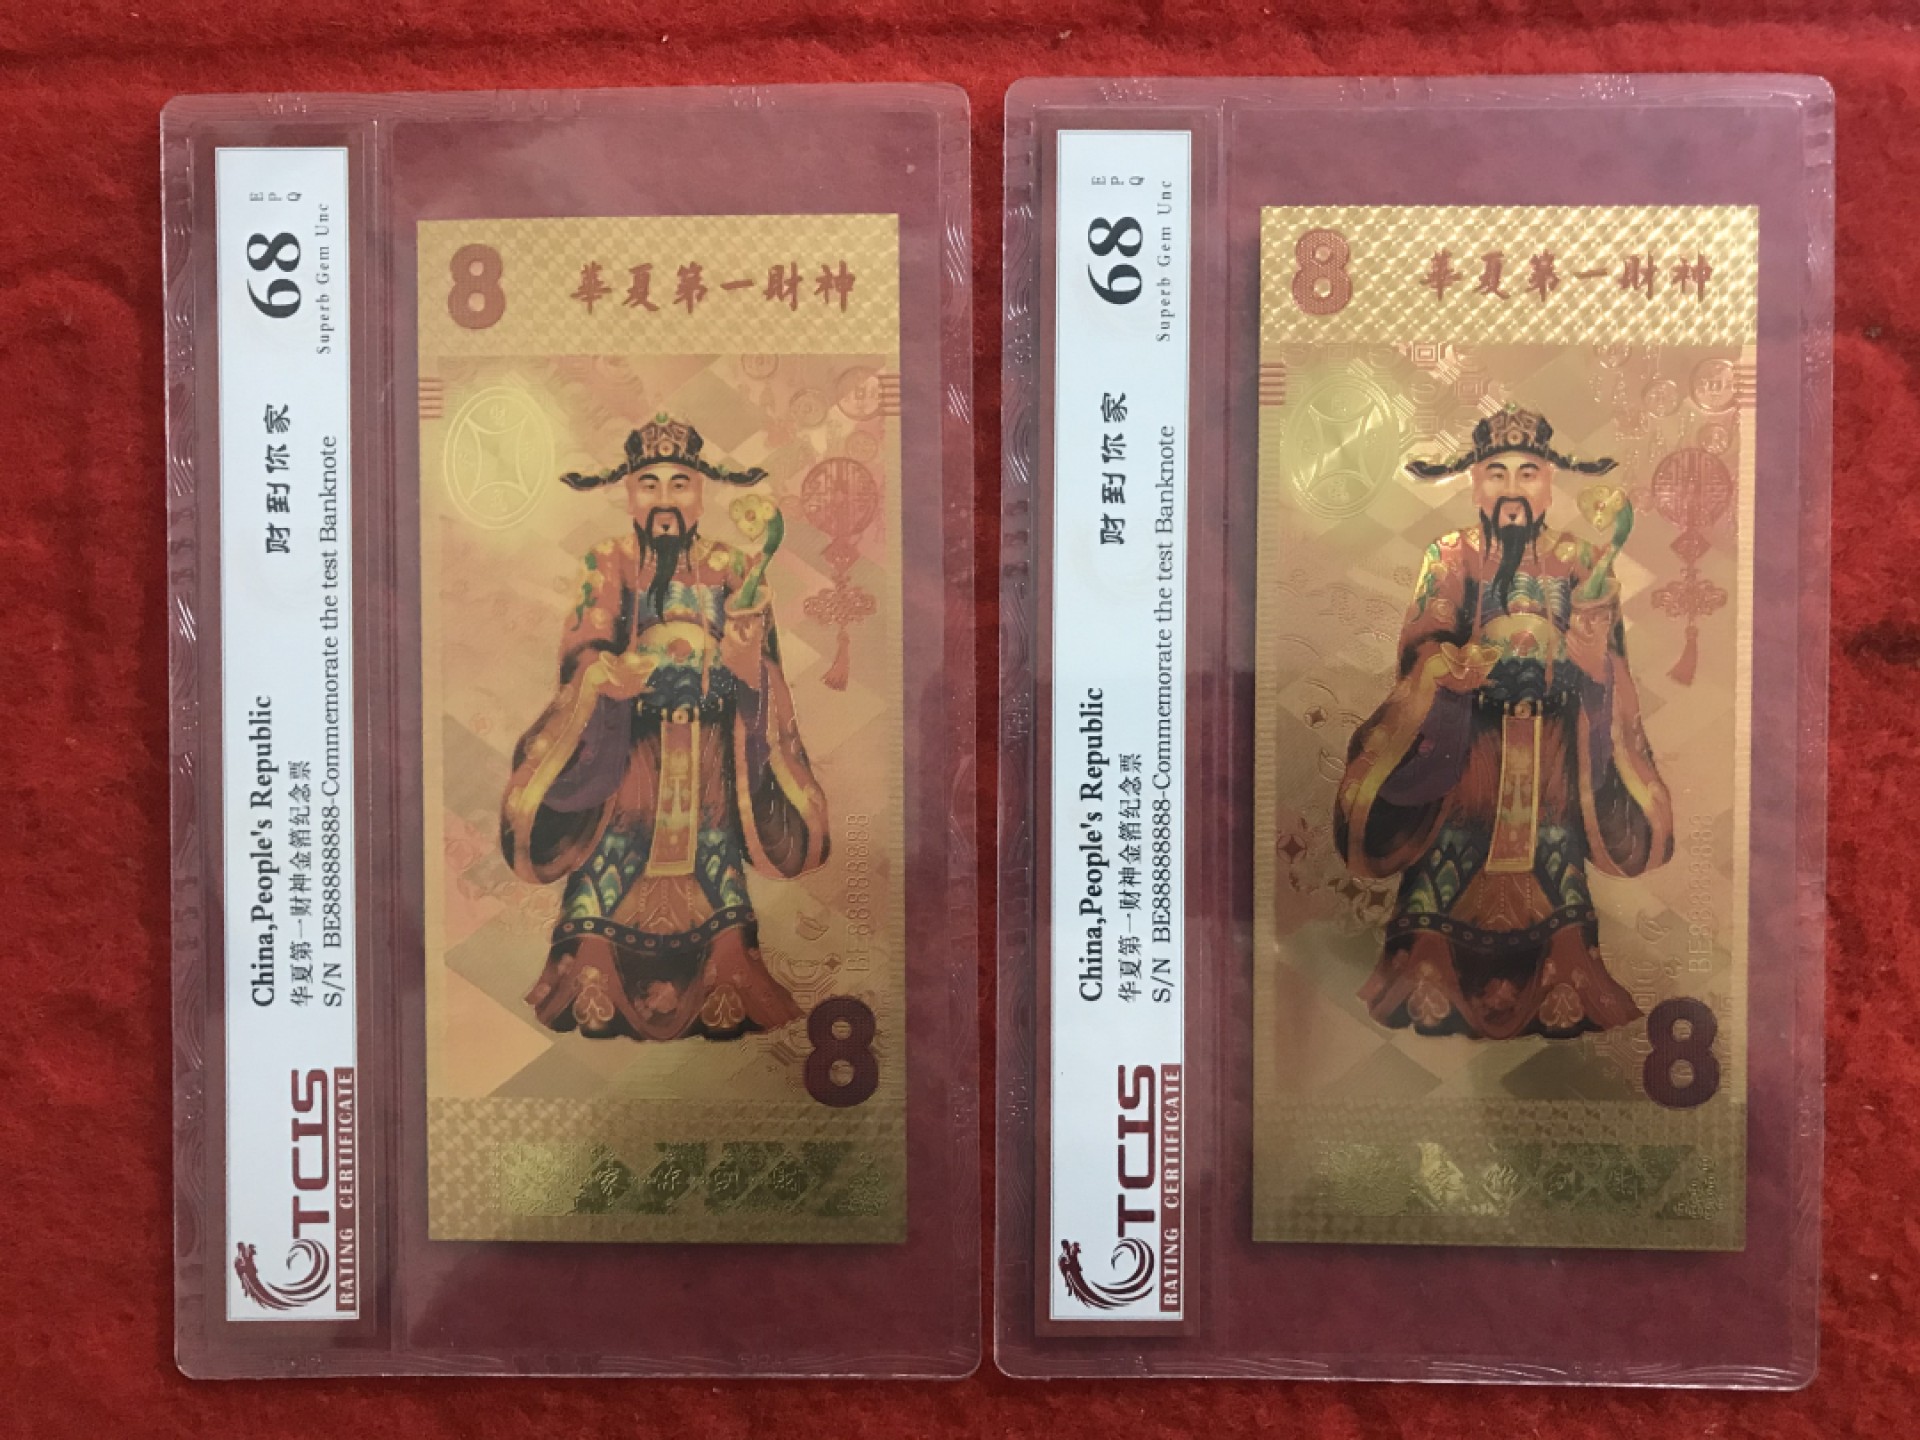 E P Q
68
Superb Gem Unc
财到你家
China,People's Republic
华夏第一财神金箔纪念票
S/N BE88888888-Commemorate the test Banknote
TCIS
RATING CERTIFICATE
8
華夏第一財神
BE88888888
8
E P Q
68
Superb Gem Unc
财到你家
China,People's Republic
华夏第一财神金箔纪念票
S/N BE88888888-Commemorate the test Banknote
TCIS
RATING CERTIFICATE
8
華夏第一財神
BE88888888
8